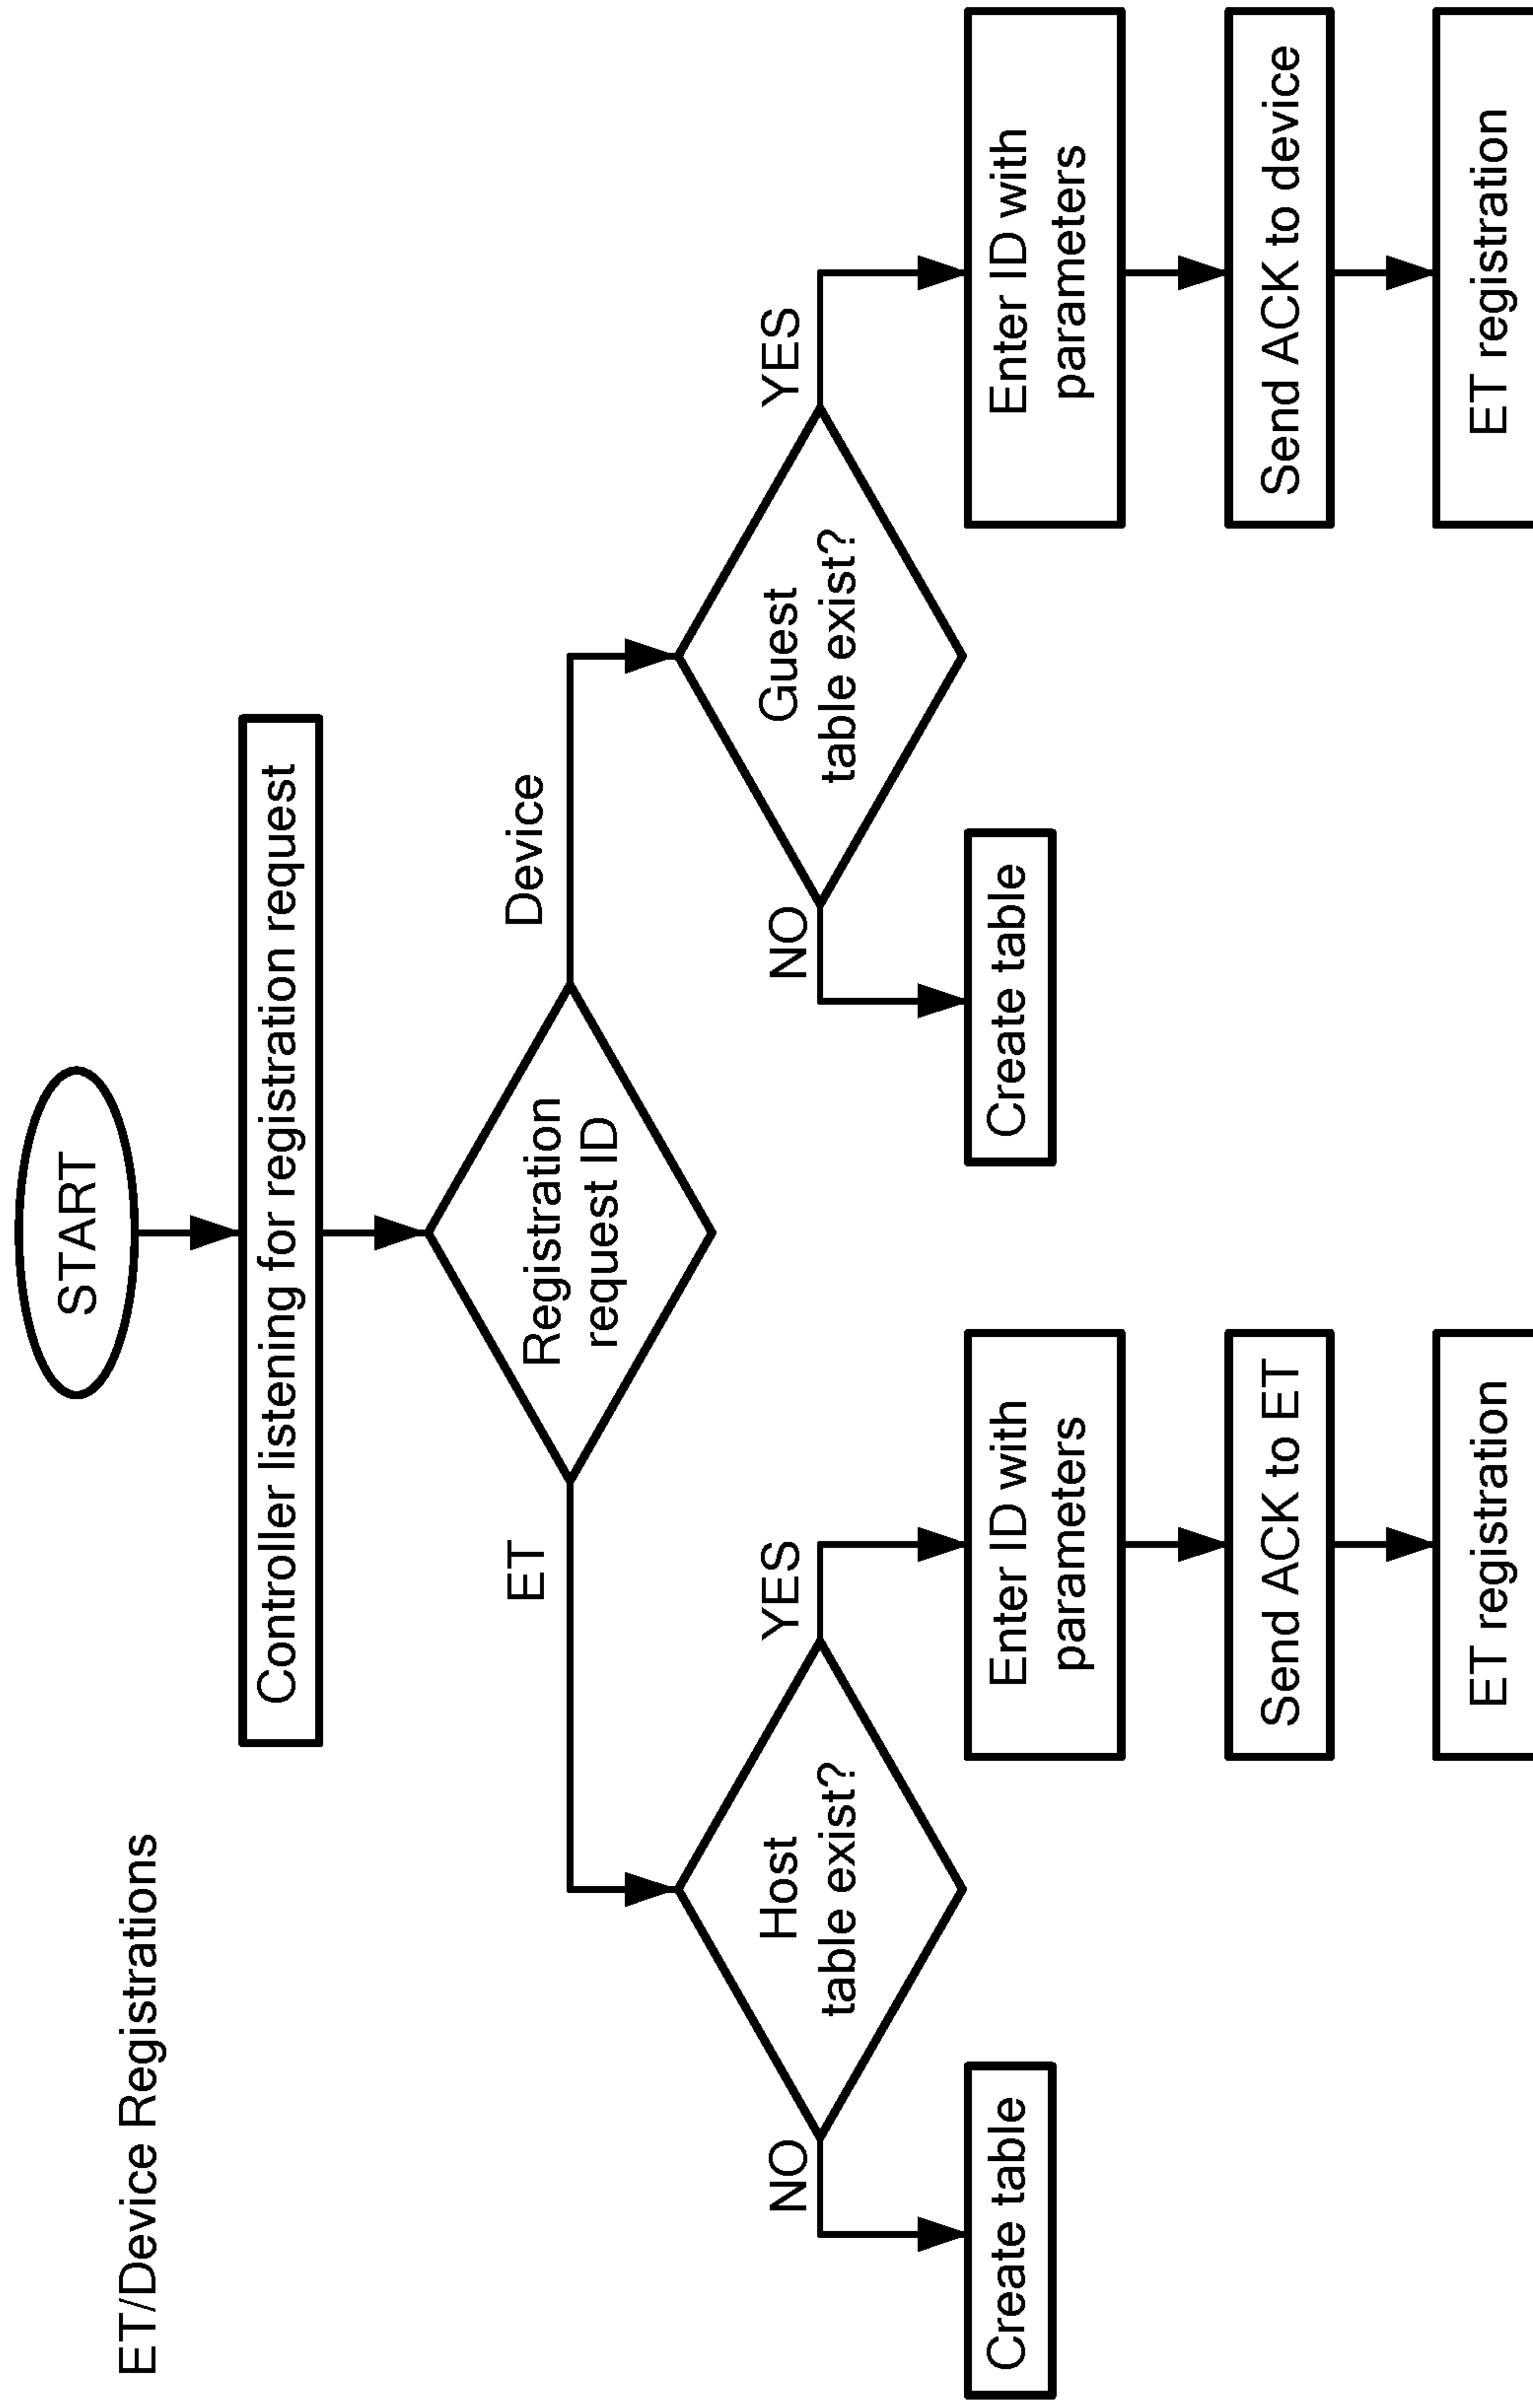 ET/Device Registrations
START
Controller listening for registration request
Registration
request ID
ET
Device
Host
table exist?
NO
YES
Guest
table exist?
NO
YES
Create table
Enter ID with
parameters
Create table
Enter ID with
parameters
Send ACK to ET
Send ACK to device
ET registration
ET registration